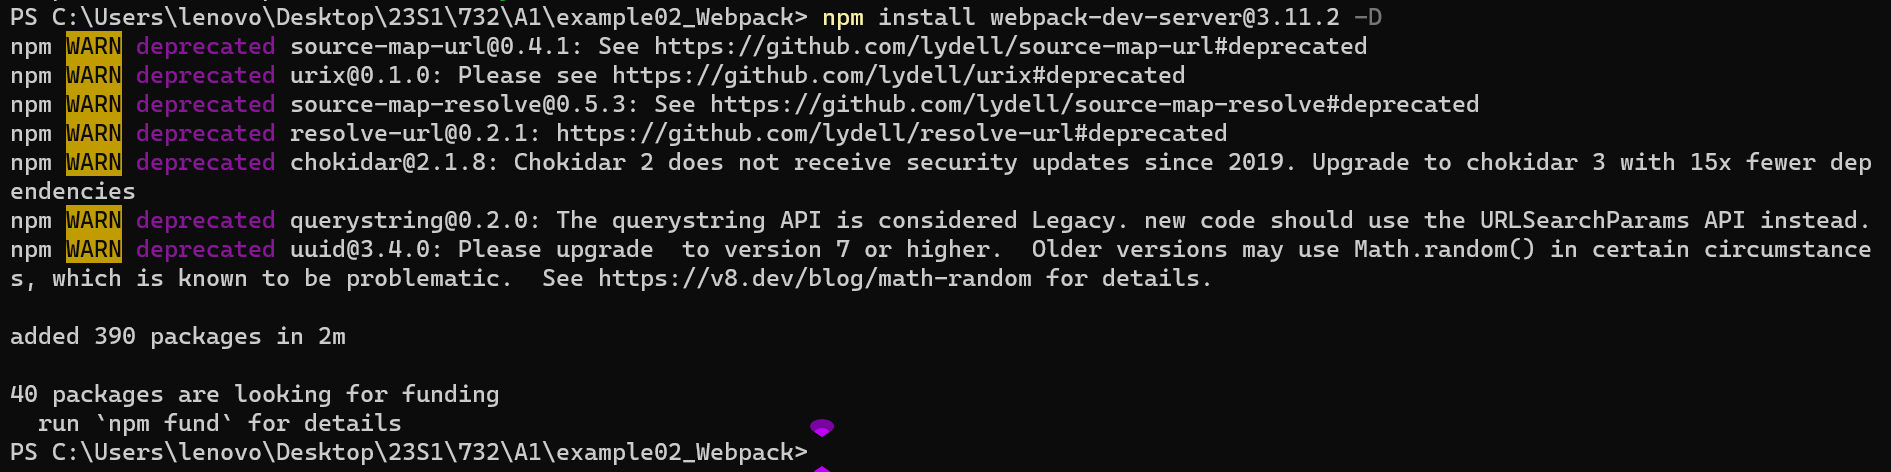 PS C:\Users\lenovo\Desktop\23S1\732\A1\example02_Webpack> npm install webpack-dev-server@3.11.2 -D
npm WARN deprecated source-map-url@0.4.1: See https://github.com/lydell/source-map-url#deprecated
npm WARN deprecated urix@0.1.0: Please see https://github.com/lydell/urix#deprecated
npm WARN deprecated source-map-resolve@0.5.3: See https://github.com/lydell/source-map-resolve#deprecated
npm WARN deprecated resolve-url@0.2.1: https://github.com/lydell/resolve-url#deprecated
npm WARN deprecated chokidar@2.1.8: Chokidar 2 does not receive security updates since 2019. Upgrade to chokidar 3 with 15x fewer dep
endencies
npm WARN deprecated querystring@0.2.0: The querystring API is considered Legacy. new code should use the URLSearchParams API instead.
npm WARN deprecated uuid@3.4.0: Please upgrade  to version 7 or higher.  Older versions may use Math.random() in certain circumstance
s, which is known to be problematic.  See https://v8.dev/blog/math-random for details.
added 390 packages in 2m
40 packages are looking for funding
  run `npm fund` for details
PS C:\Users\lenovo\Desktop\23S1\732\A1\example02_Webpack>